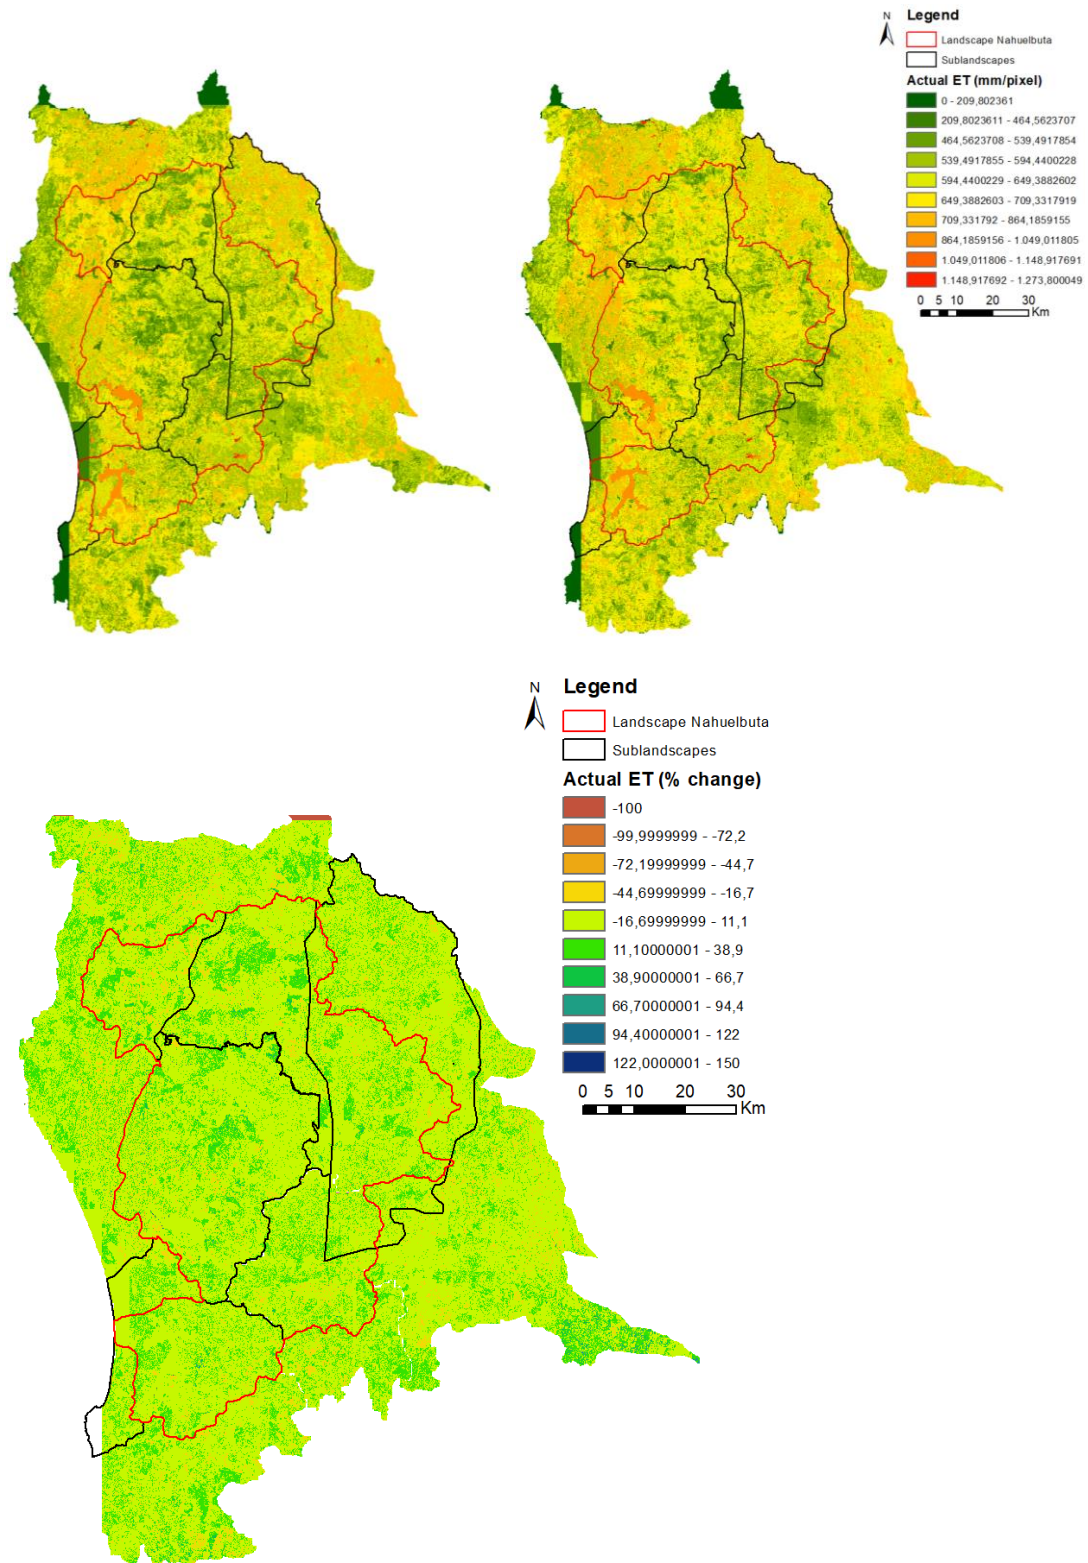 N
Legend
Landscape Nahuelbuta
Sublandscapes
Actual ET (mm/pixel)
0 - 209,802361
209,8023611 - 464,5623707
464,5623708 - 539,4917854
539,4917855 - 594,4400228
594,4400229 - 649,3882602
649,3882603 - 709,3317919
709,331792 - 864,1859155
864,1859156 - 1.049,011805
1.049,011806 - 1.148,917691
1.148,917692 - 1.273,800049
0 5 10 20 30
Km
N
Legend
Landscape Nahuelbuta
Sublandscapes
Actual ET (% change)
-100
-99,9999999 - -72,2
-72,19999999 - -44,7
-44,69999999 - -16,7
-16,69999999 - 11,1
11,10000001 - 38,9
38,90000001 - 66,7
66,70000001 - 94,4
94,40000001 - 122
122,0000001 - 150
0 5 10 20 30
Km